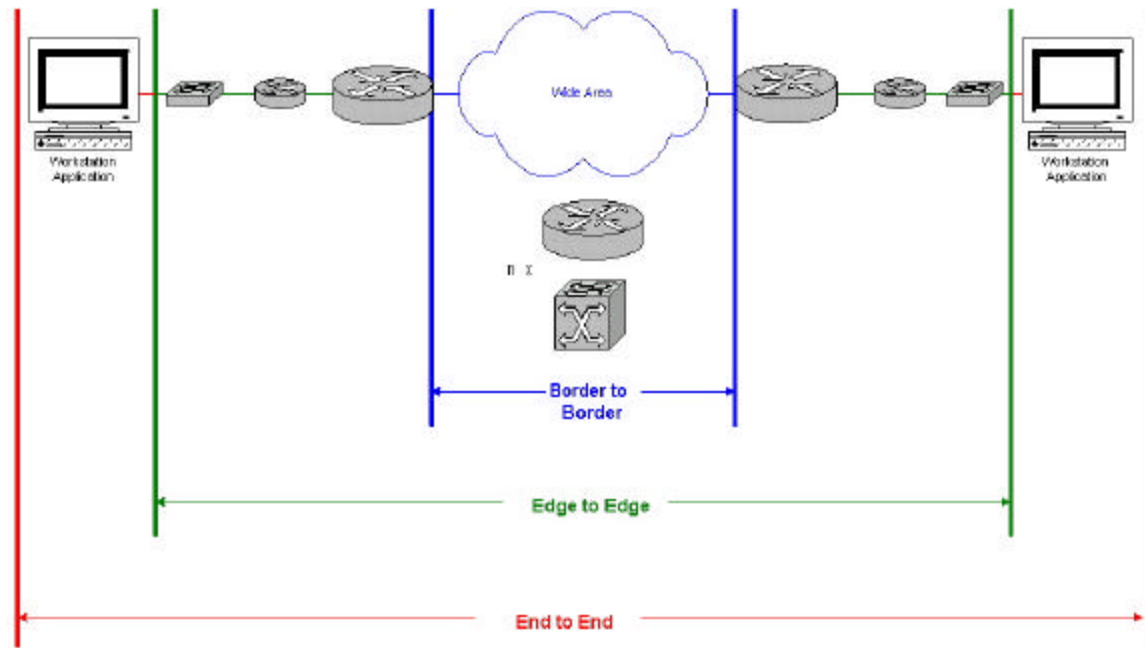 Wide Area
Workstation
Application
Workstation
Application
n x
Border to
Border
Edge to Edge
End to End